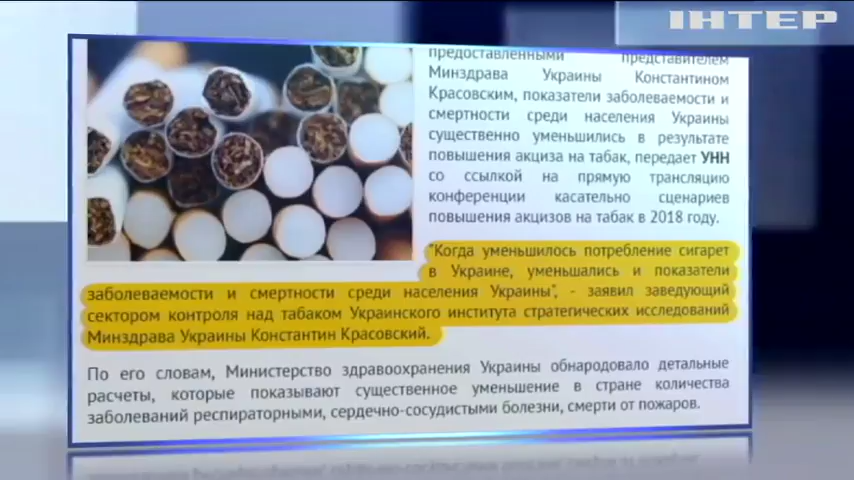 ІНТЕР
предоставленными представителем
Минздрава Украины Константином
Красовским, показатели заболеваемости и
смертности среди населения Украины
существенно уменьшились в результате
повышения акциза на табак, передает УНН
со ссылкой на прямую трансляцию
конференции касательно сценариев
повышения акцизов на табак в 2018 году.
"Когда уменьшилось потребление сигарет
в Украине, уменьшались и показатели
заболеваемости и смертности среди населения Украины", - заявил заведующий
сектором контроля над табаком Украинского института стратегических исследований
Минздрава Украины Константин Красовский.
По его словам, Министерство здравоохранения Украины обнародовало детальные
расчеты, которые показывают существенное уменьшение в стране количества
заболеваний респираторными, сердечно-сосудистыми болезни, смерти от пожаров.